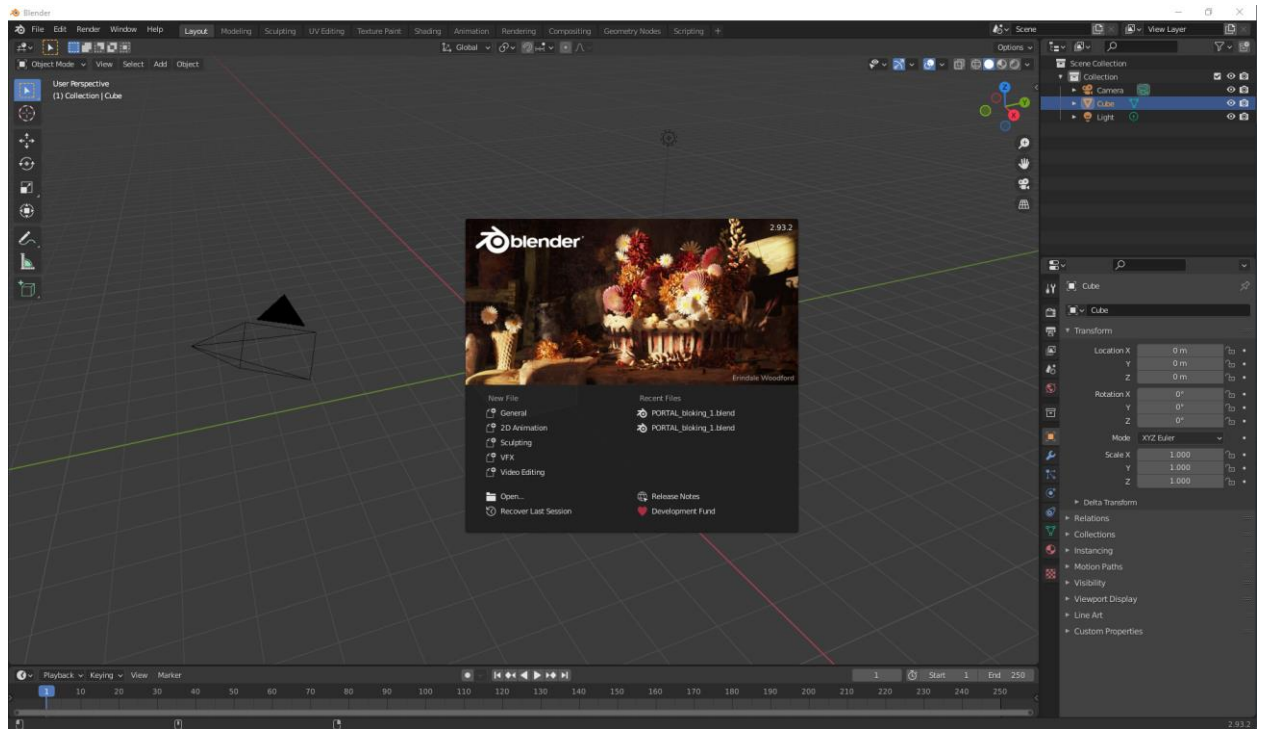 Blender
File Edit Render Window Help Layout Modeling Sculpting UV Editing Texture Paint Shading Animation Rendering Compositing Geometry Nodes Scripting + Scene View Layer
Global Options
Object Mode View Select Add Object
User Perspective
(1) Collection | Cube
Z
Y
X
Scene Collection
Collection
Camera
Cube
Light
blender
2.93.2
Erindale Woodford
New File Recent Files
General PORTAL_bloking_1.blend
2D Animation PORTAL_bloking_1.blend
Sculpting
VFX
Video Editing
Open... Release Notes
Recover Last Session Development Fund
Cube
Cube
Transform
Location X 0 m
Y 0 m
Z 0 m
Rotation X 0°
Y 0°
Z 0°
Mode XYZ Euler
Scale X 1.000
Y 1.000
Z 1.000
Delta Transform
Relations
Collections
Instancing
Motion Paths
Visibility
Viewport Display
Line Art
Custom Properties
Playback Keying View Marker 1 Start 1 End 250
1 10 20 30 40 50 60 70 80 90 100 110 120 130 140 150 160 170 180 190 200 210 220 230 240 250
2.93.2